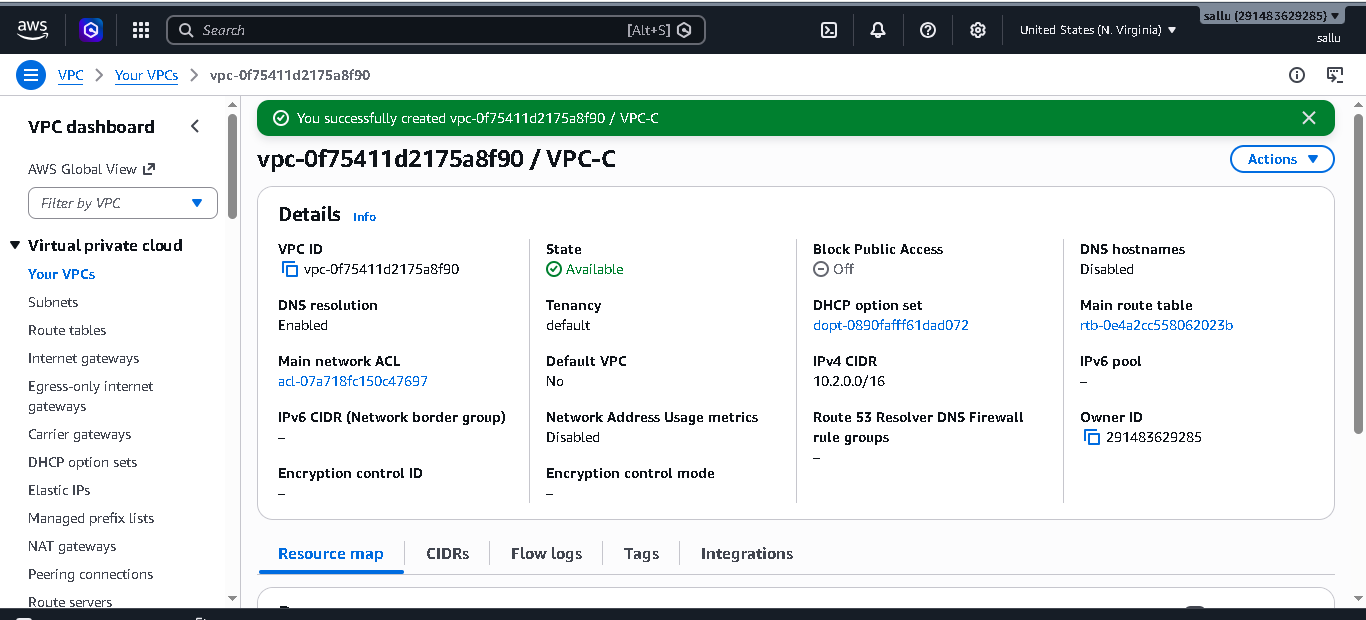 aws
Search [Alt+S]
United States (N. Virginia)
sallu (291483629285)
sallu
VPC
Your VPCs
vpc-0f75411d2175a8f90
VPC dashboard
AWS Global View
Filter by VPC
Virtual private cloud
Your VPCs
Subnets
Route tables
Internet gateways
Egress-only internet
gateways
Carrier gateways
DHCP option sets
Elastic IPs
Managed prefix lists
NAT gateways
Peering connections
Route servers
You successfully created vpc-0f75411d2175a8f90 / VPC-C
vpc-0f75411d2175a8f90 / VPC-C
Actions
Details Info
VPC ID
vpc-0f75411d2175a8f90
State
Available
Block Public Access
Off
DNS hostnames
Disabled
DNS resolution
Enabled
Tenancy
default
DHCP option set
dopt-0890fafff61dad072
Main route table
rtb-0e4a2cc558062023b
Main network ACL
acl-07a718fc150c47697
Default VPC
No
IPv4 CIDR
10.2.0.0/16
IPv6 pool
–
IPv6 CIDR (Network border group)
–
Network Address Usage metrics
Disabled
Route 53 Resolver DNS Firewall
rule groups
–
Owner ID
291483629285
Encryption control ID
–
Encryption control mode
–
Resource map
CIDRs
Flow logs
Tags
Integrations